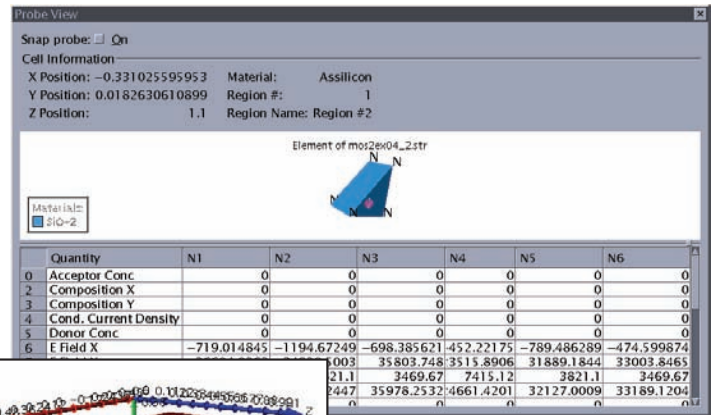 Probe View
Snap probe: On
Cell Information
X Position: -0.331025595953 Material: Assilicon
Y Position: 0.0182630610899 Region #: 1
Z Position: 1.1 Region Name: Region #2
Element of mos2ex04_2.str
N
N
N
N
N
Materials:
SiO~2
Quantity N1 N2 N3 N4 N5 N6
0 Acceptor Conc 0 0 0 0 0 0
2 Composition X 0 0 0 0 0 0
3 Composition Y 0 0 0 0 0 0
4 Cond. Current Density 0 0 0 0 0 0
5 Donor Conc 0 0 0 0 0 0
6 E Field X -719.014845 -1194.67249 -698.385621 -452.22175 -789.486289 -474.599874
5003 35803.748 3515.8906 31889.1844 33003.8465
21.1 3469.67 7415.12 3821.1 3469.67
2447 35978.2532 4661.4201 32127.0009 33189.1204
Z